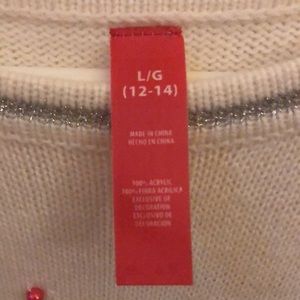 L/G
(12-14)
MADE IN CHINA
HECHO EN CHINA
100% ACRYLIC
100% FIBRA ACRILICA
EXCLUSIVE OF
DECORATION
EXCLUSIVO DE
DECORACION